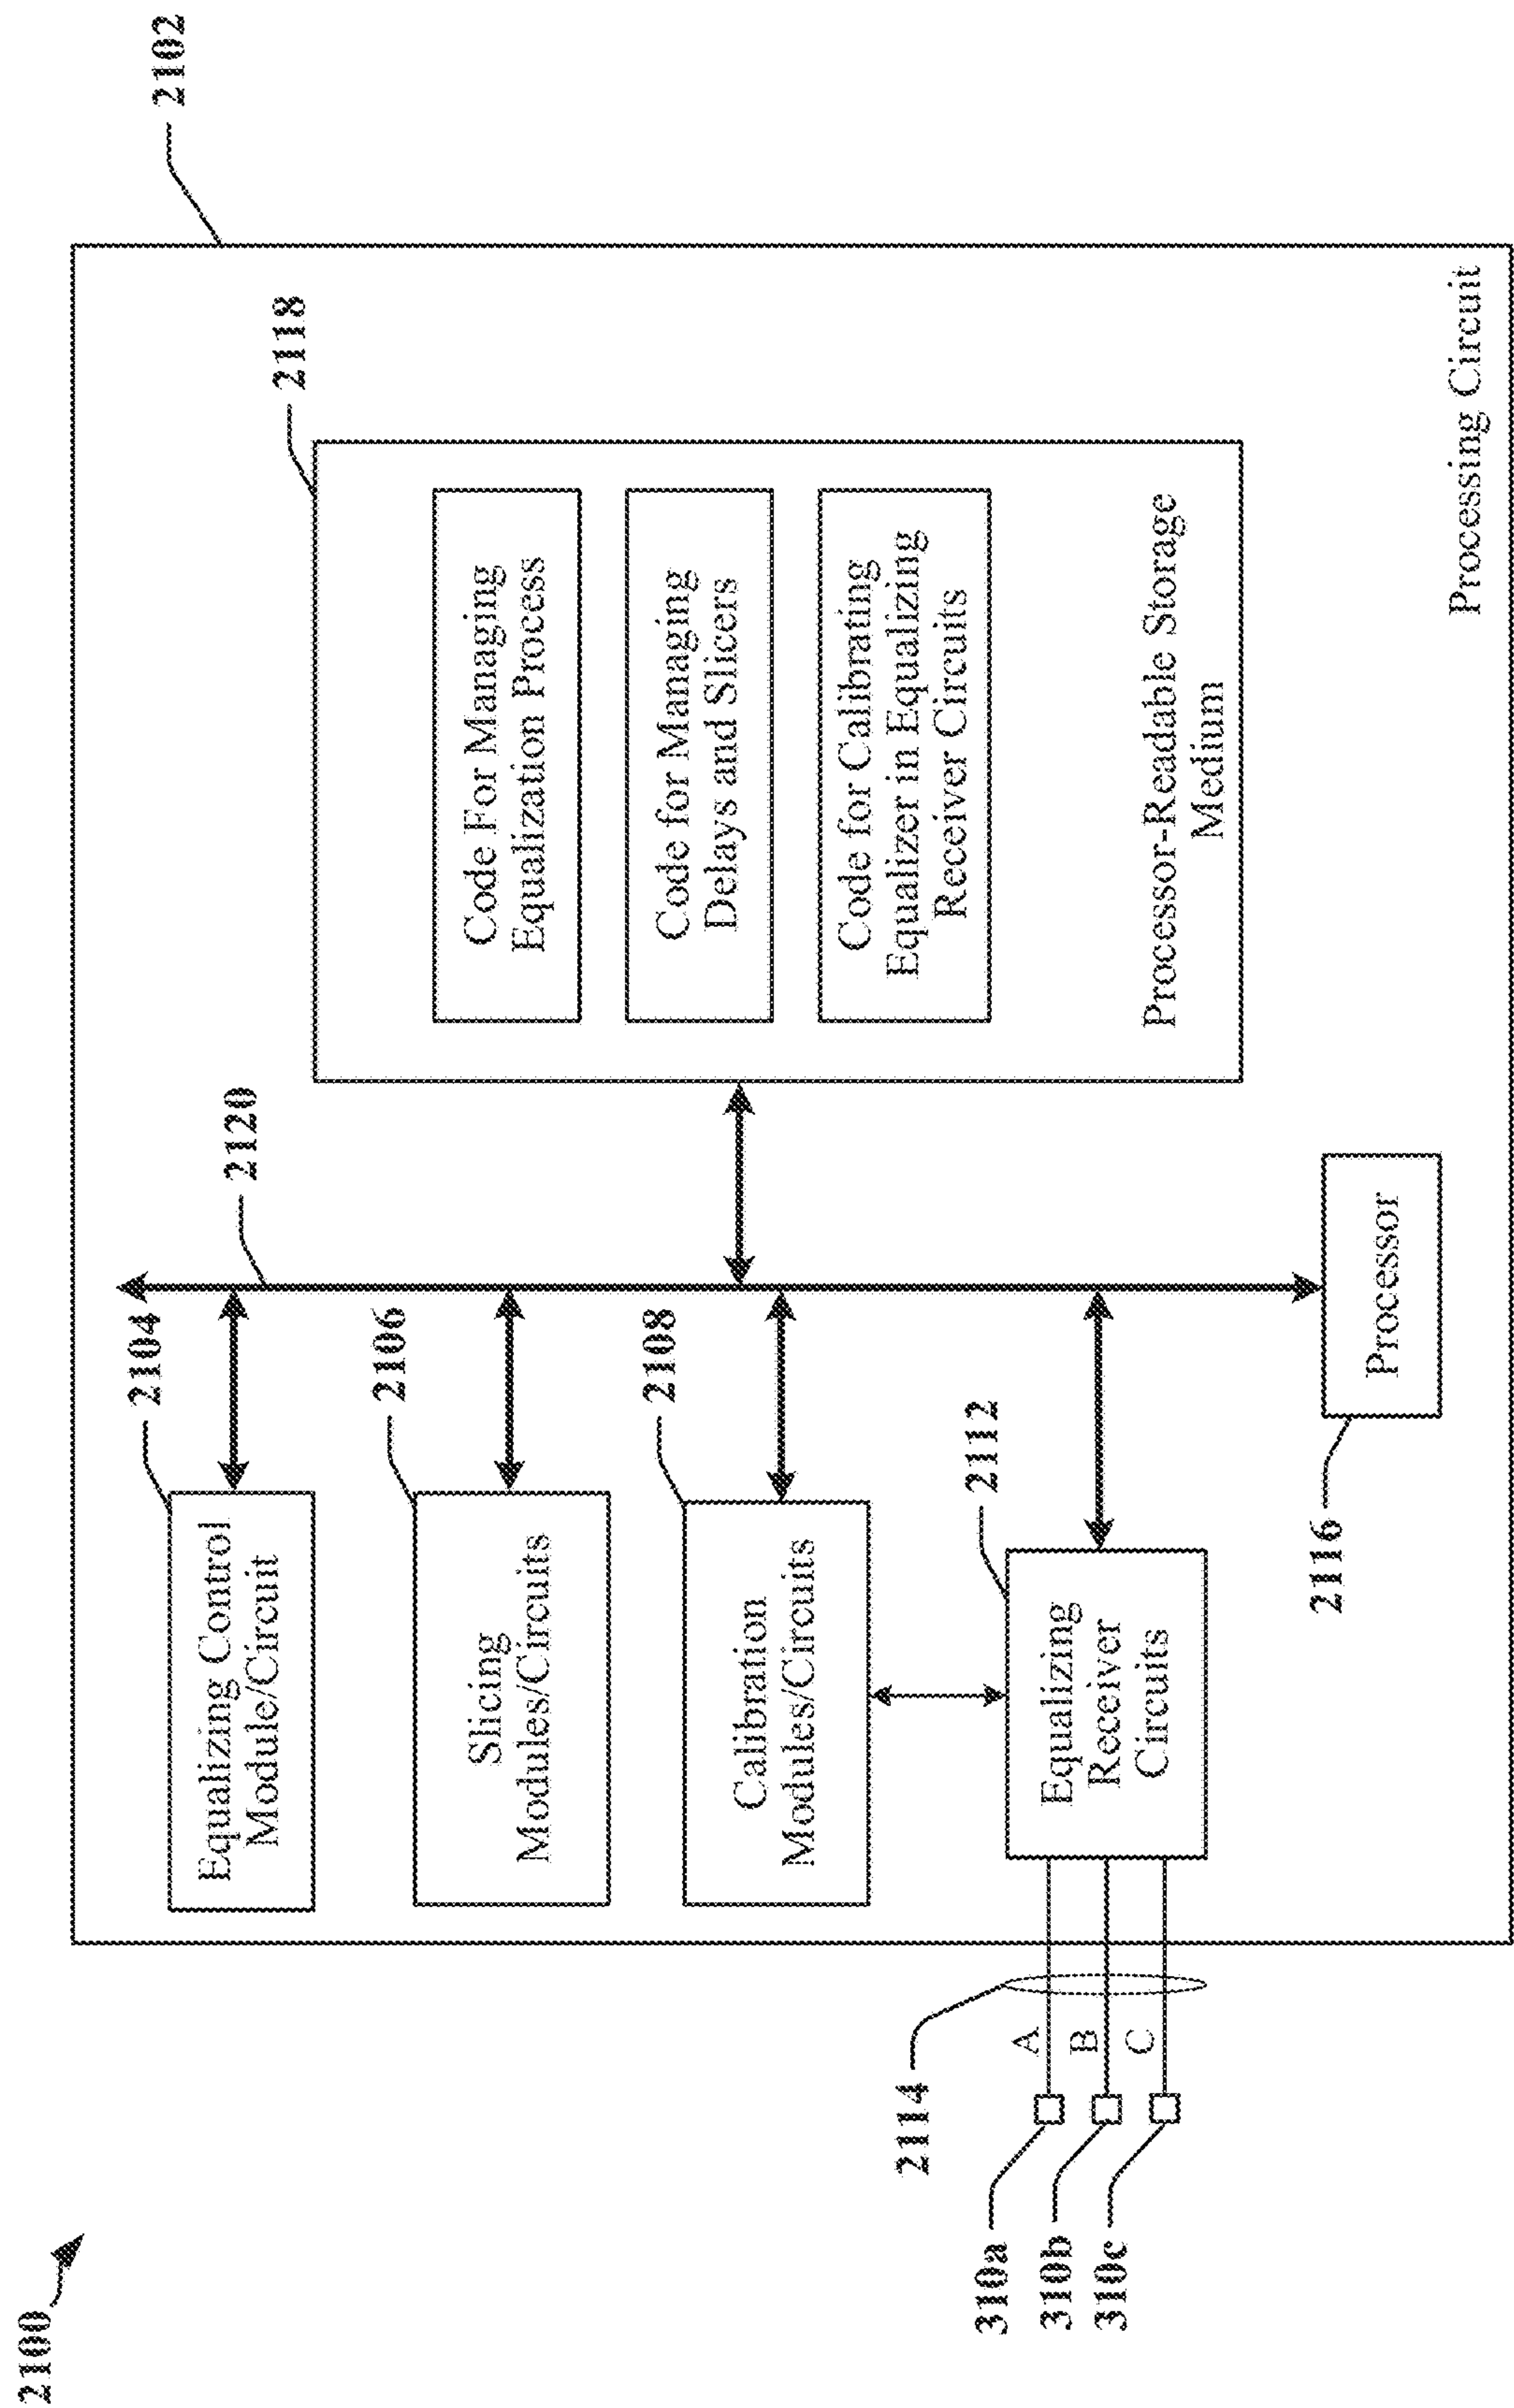 2100
2102
2104
Equalizing Control
Module/Circuit
2120
2118
Code For Managing
Equalization Process
2106
Slicing
Modules/Circuits
Code for Managing
Delays and Slicers
2108
Calibration
Modules/Circuits
Code for Calibrating
Equalizer in Equalizing
Receiver Circuits
2112
Equalizing
Receiver
Circuits
Processor-Readable Storage
Medium
2114
A
B
C
310a
310b
310c
2116
Processor
Processing Circuit